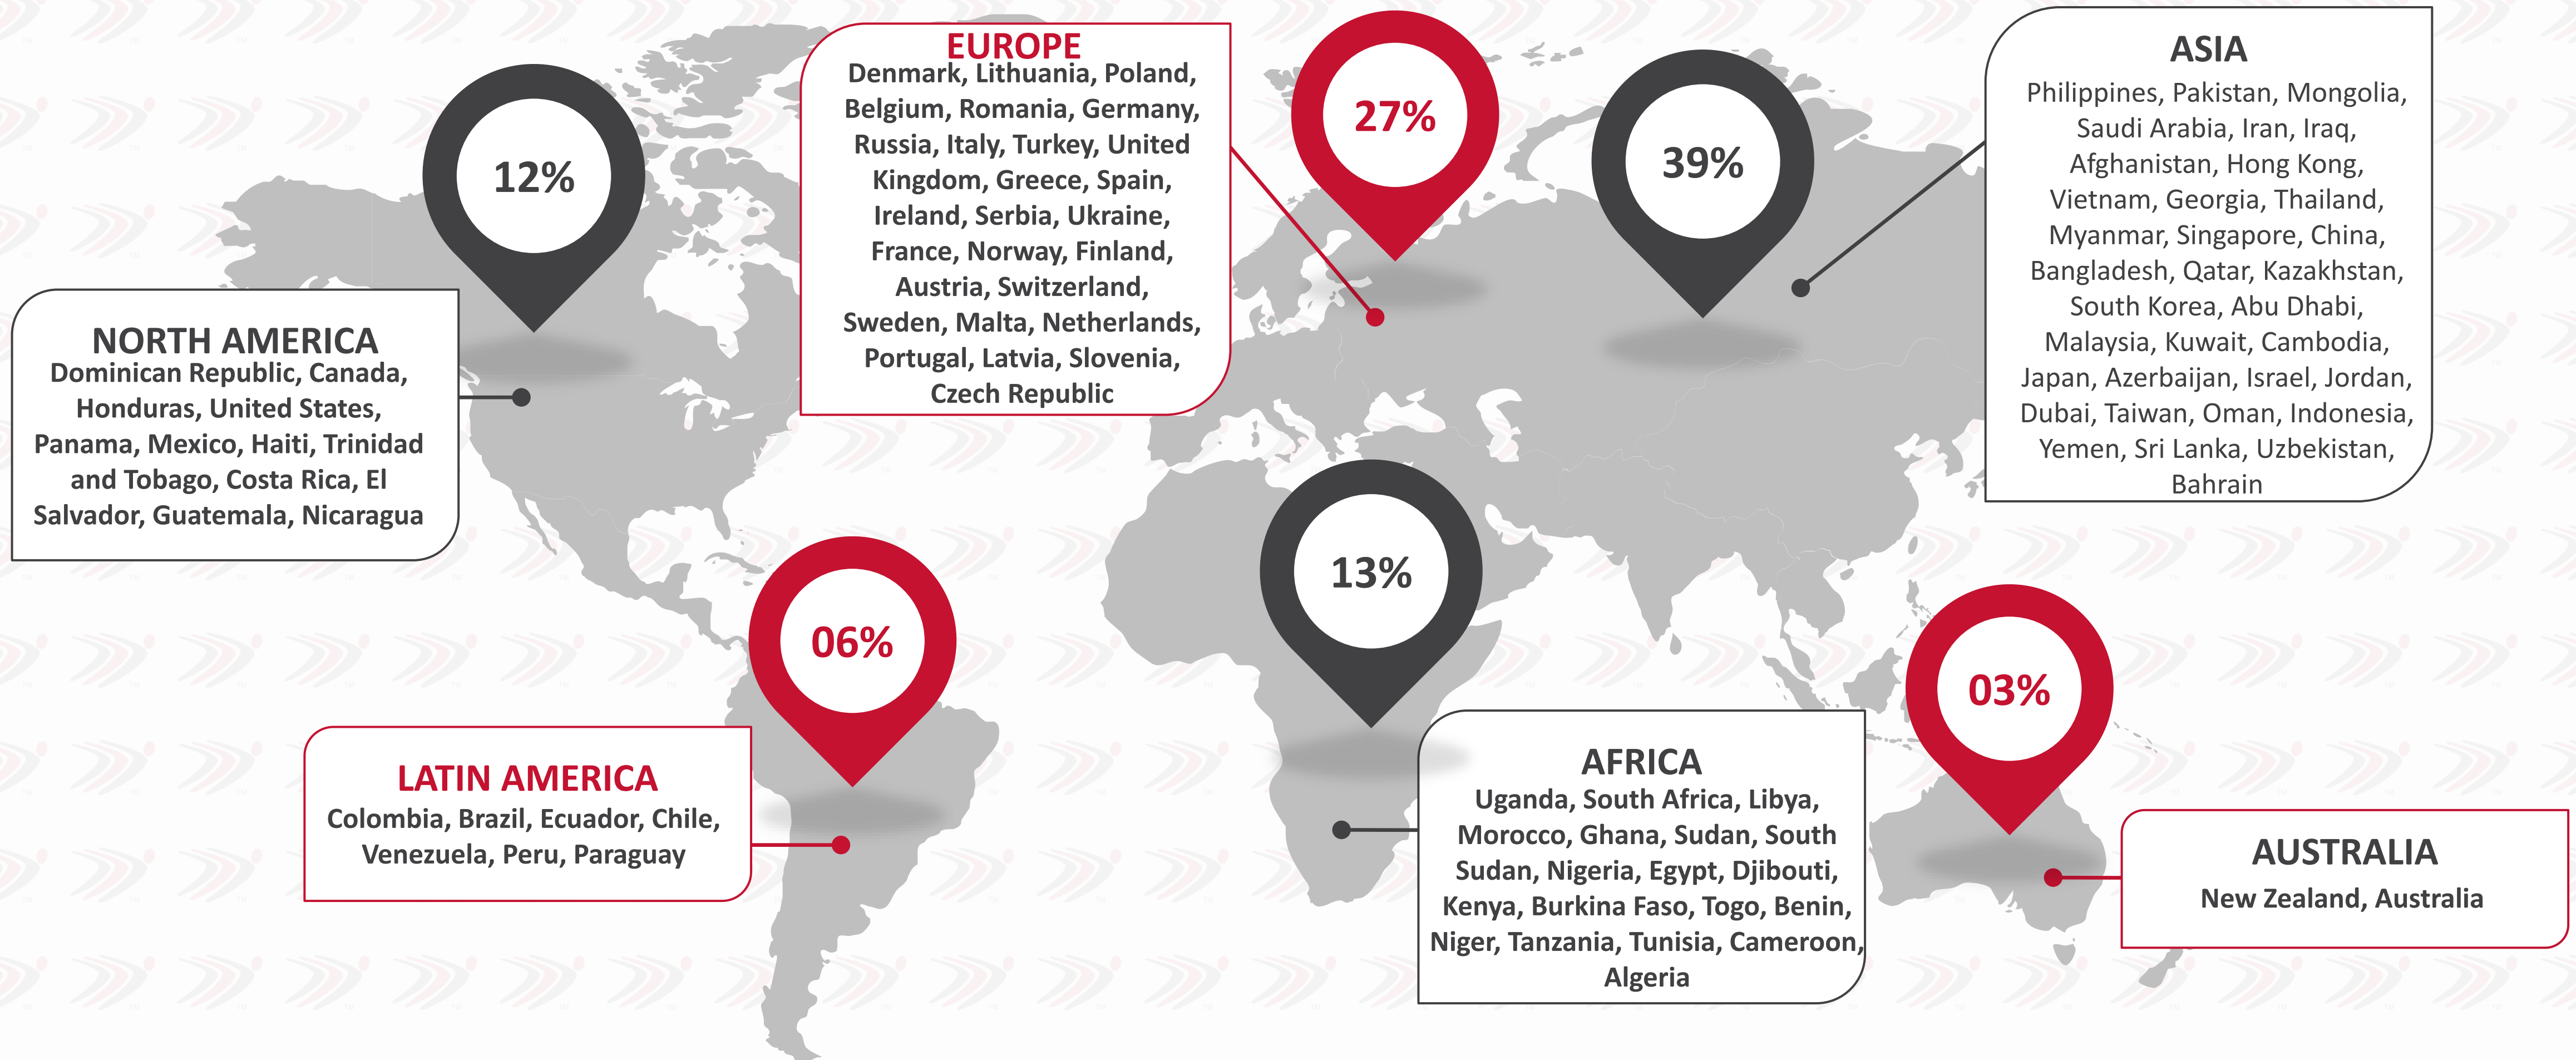 12%
NORTH AMERICA
Dominican Republic, Canada,
Honduras, United States,
Panama, Mexico, Haiti, Trinidad
and Tobago, Costa Rica, El
Salvador, Guatemala, Nicaragua
EUROPE
Denmark, Lithuania, Poland,
Belgium, Romania, Germany,
Russia, Italy, Turkey, United
Kingdom, Greece, Spain,
Ireland, Serbia, Ukraine,
France, Norway, Finland,
Austria, Switzerland,
Sweden, Malta, Netherlands,
Portugal, Latvia, Slovenia,
Czech Republic
27%
39%
ASIA
Philippines, Pakistan, Mongolia,
Saudi Arabia, Iran, Iraq,
Afghanistan, Hong Kong,
Vietnam, Georgia, Thailand,
Myanmar, Singapore, China,
Bangladesh, Qatar, Kazakhstan,
South Korea, Abu Dhabi,
Malaysia, Kuwait, Cambodia,
Japan, Azerbaijan, Israel, Jordan,
Dubai, Taiwan, Oman, Indonesia,
Yemen, Sri Lanka, Uzbekistan,
Bahrain
06%
LATIN AMERICA
Colombia, Brazil, Ecuador, Chile,
Venezuela, Peru, Paraguay
13%
AFRICA
Uganda, South Africa, Libya,
Morocco, Ghana, Sudan, South
Sudan, Nigeria, Egypt, Djibouti,
Kenya, Burkina Faso, Togo, Benin,
Niger, Tanzania, Tunisia, Cameroon,
Algeria
03%
AUSTRALIA
New Zealand, Australia